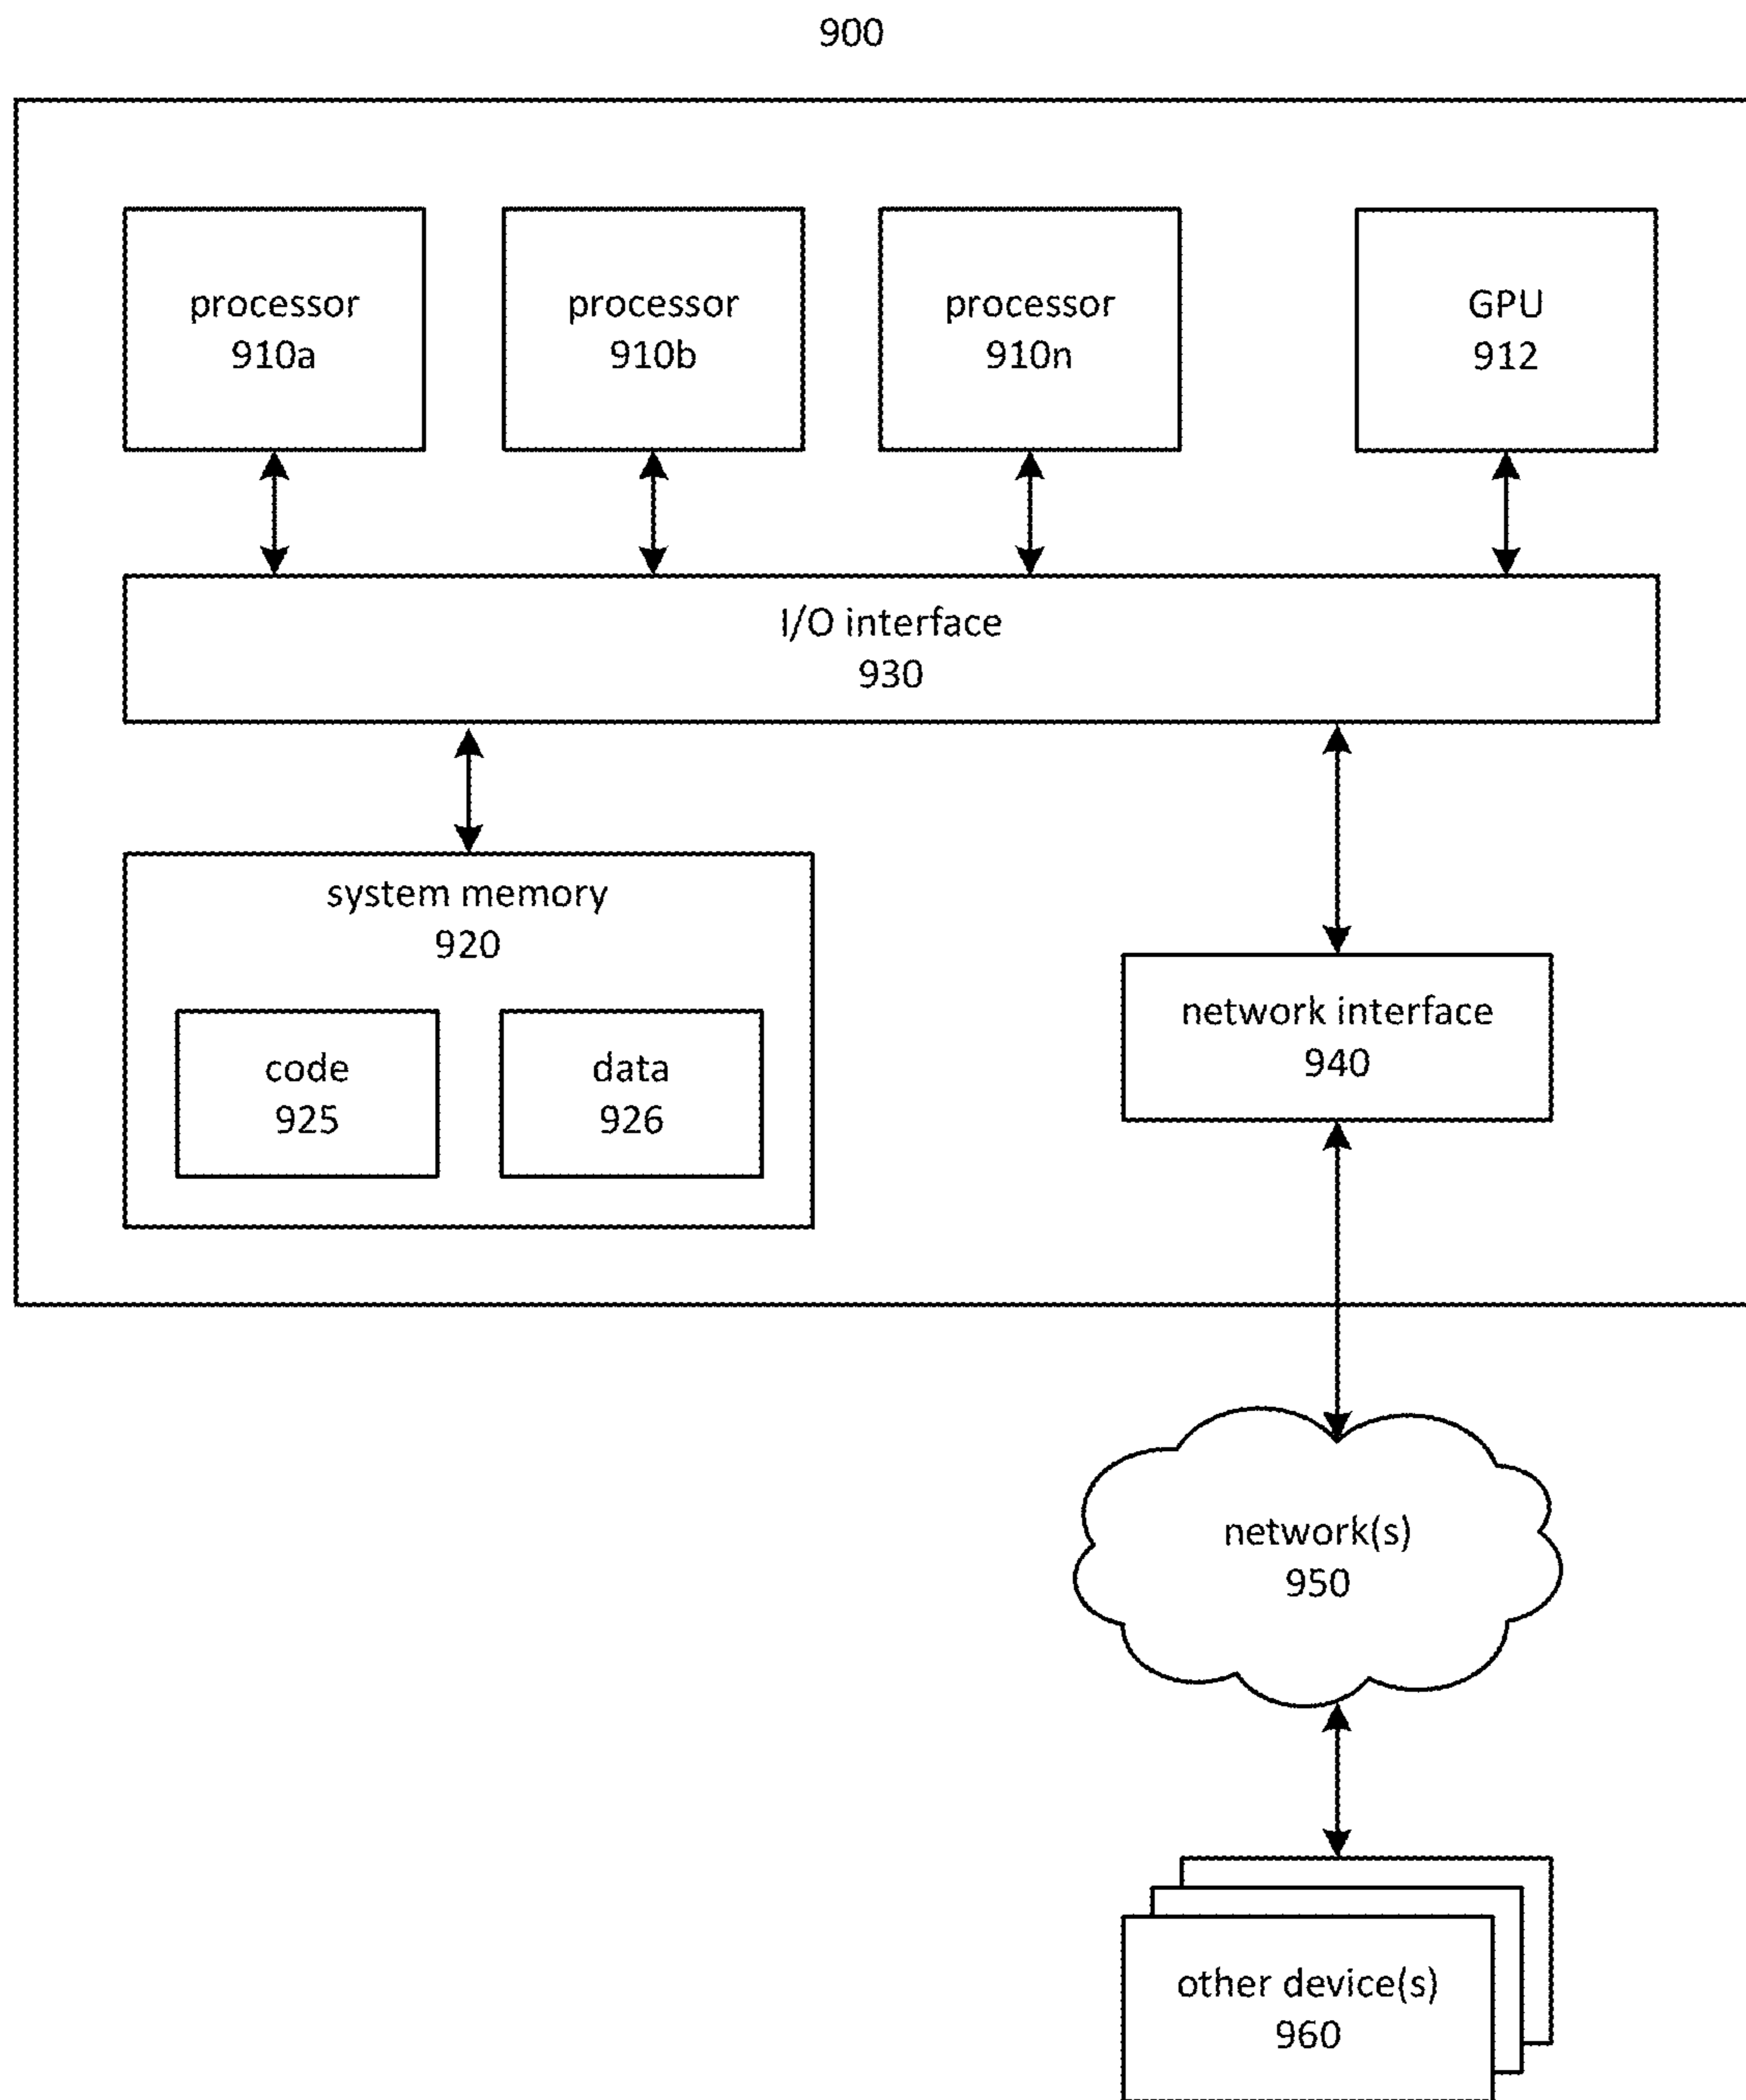 900
processor
910a
processor
910b
processor
910n
GPU
912
I/O interface
930
system memory
920
code
925
data
926
network interface
940
network(s)
950
other device(s)
960